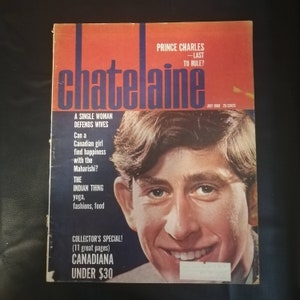 PRINCE CHARLES
—LAST
TO RULE?
chatelaine
A SINGLE WOMAN
DEFENDS WIVES
Can a
Canadian girl
find happiness
with the
Maharishi?
THE
INDIAN THING
yoga,
fashions, food
COLLECTOR'S SPECIAL!
(11 great pages)
CANADIANA
UNDER $30